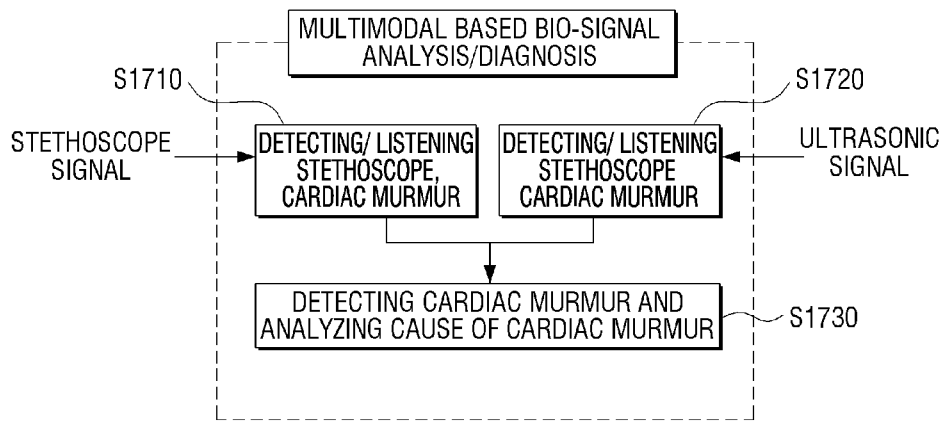 MULTIMODAL BASED BIO-SIGNAL
ANALYSIS/DIAGNOSIS
S1710
S1720
STETHOSCOPE
SIGNAL
DETECTING/ LISTENING
STETHOSCOPE,
CARDIAC MURMUR
DETECTING/ LISTENING
STETHOSCOPE
CARDIAC MURMUR
ULTRASONIC
SIGNAL
DETECTING CARDIAC MURMUR AND
ANALYZING CAUSE OF CARDIAC MURMUR
S1730